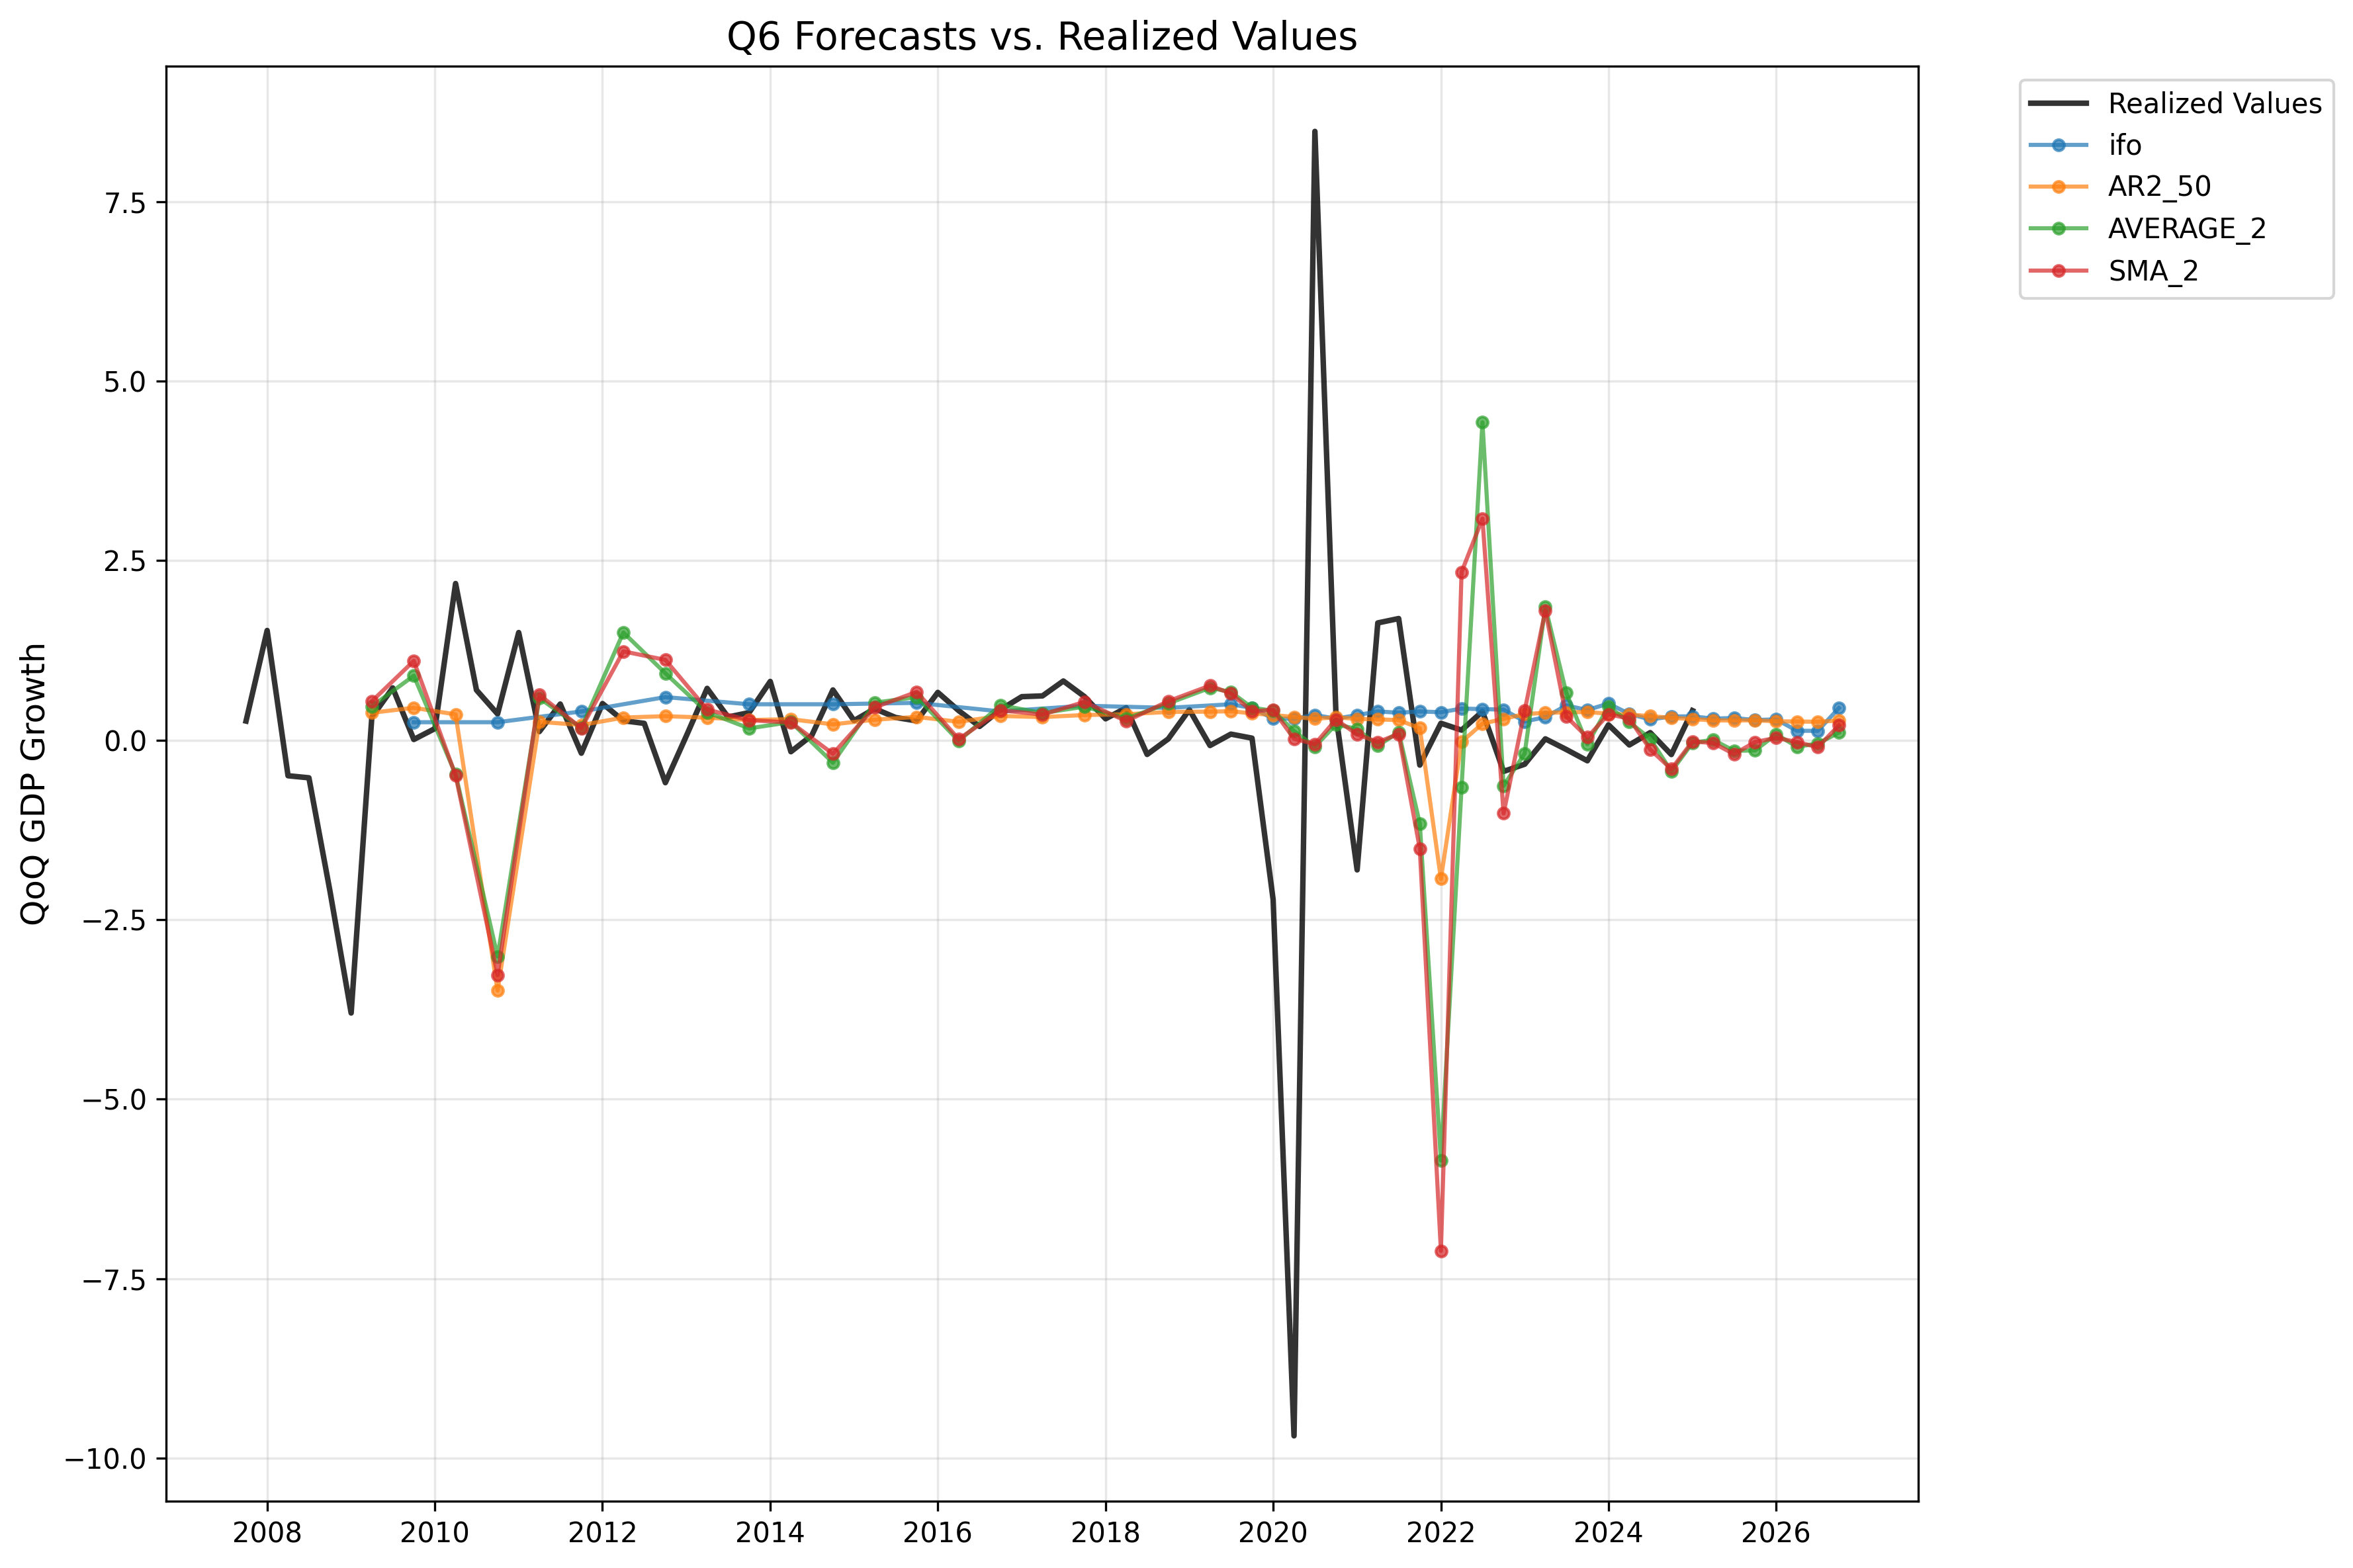 Q6 Forecasts vs. Realized Values
Realized Values
ifo
AR2_50
AVERAGE_2
SMA_2
QoQ GDP Growth
7.5
5.0
2.5
0.0
−2.5
−5.0
−7.5
−10.0
2008 2010 2012 2014 2016 2018 2020 2022 2024 2026